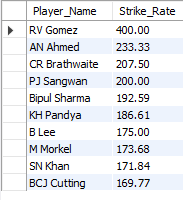 Player_Name Strike_Rate
RV Gomez 400.00
AN Ahmed 233.33
CR Brathwaite 207.50
PJ Sangwan 200.00
Bipul Sharma 192.59
KH Pandya 186.61
B Lee 175.00
M Morkel 173.68
SN Khan 171.84
BCJ Cutting 169.77